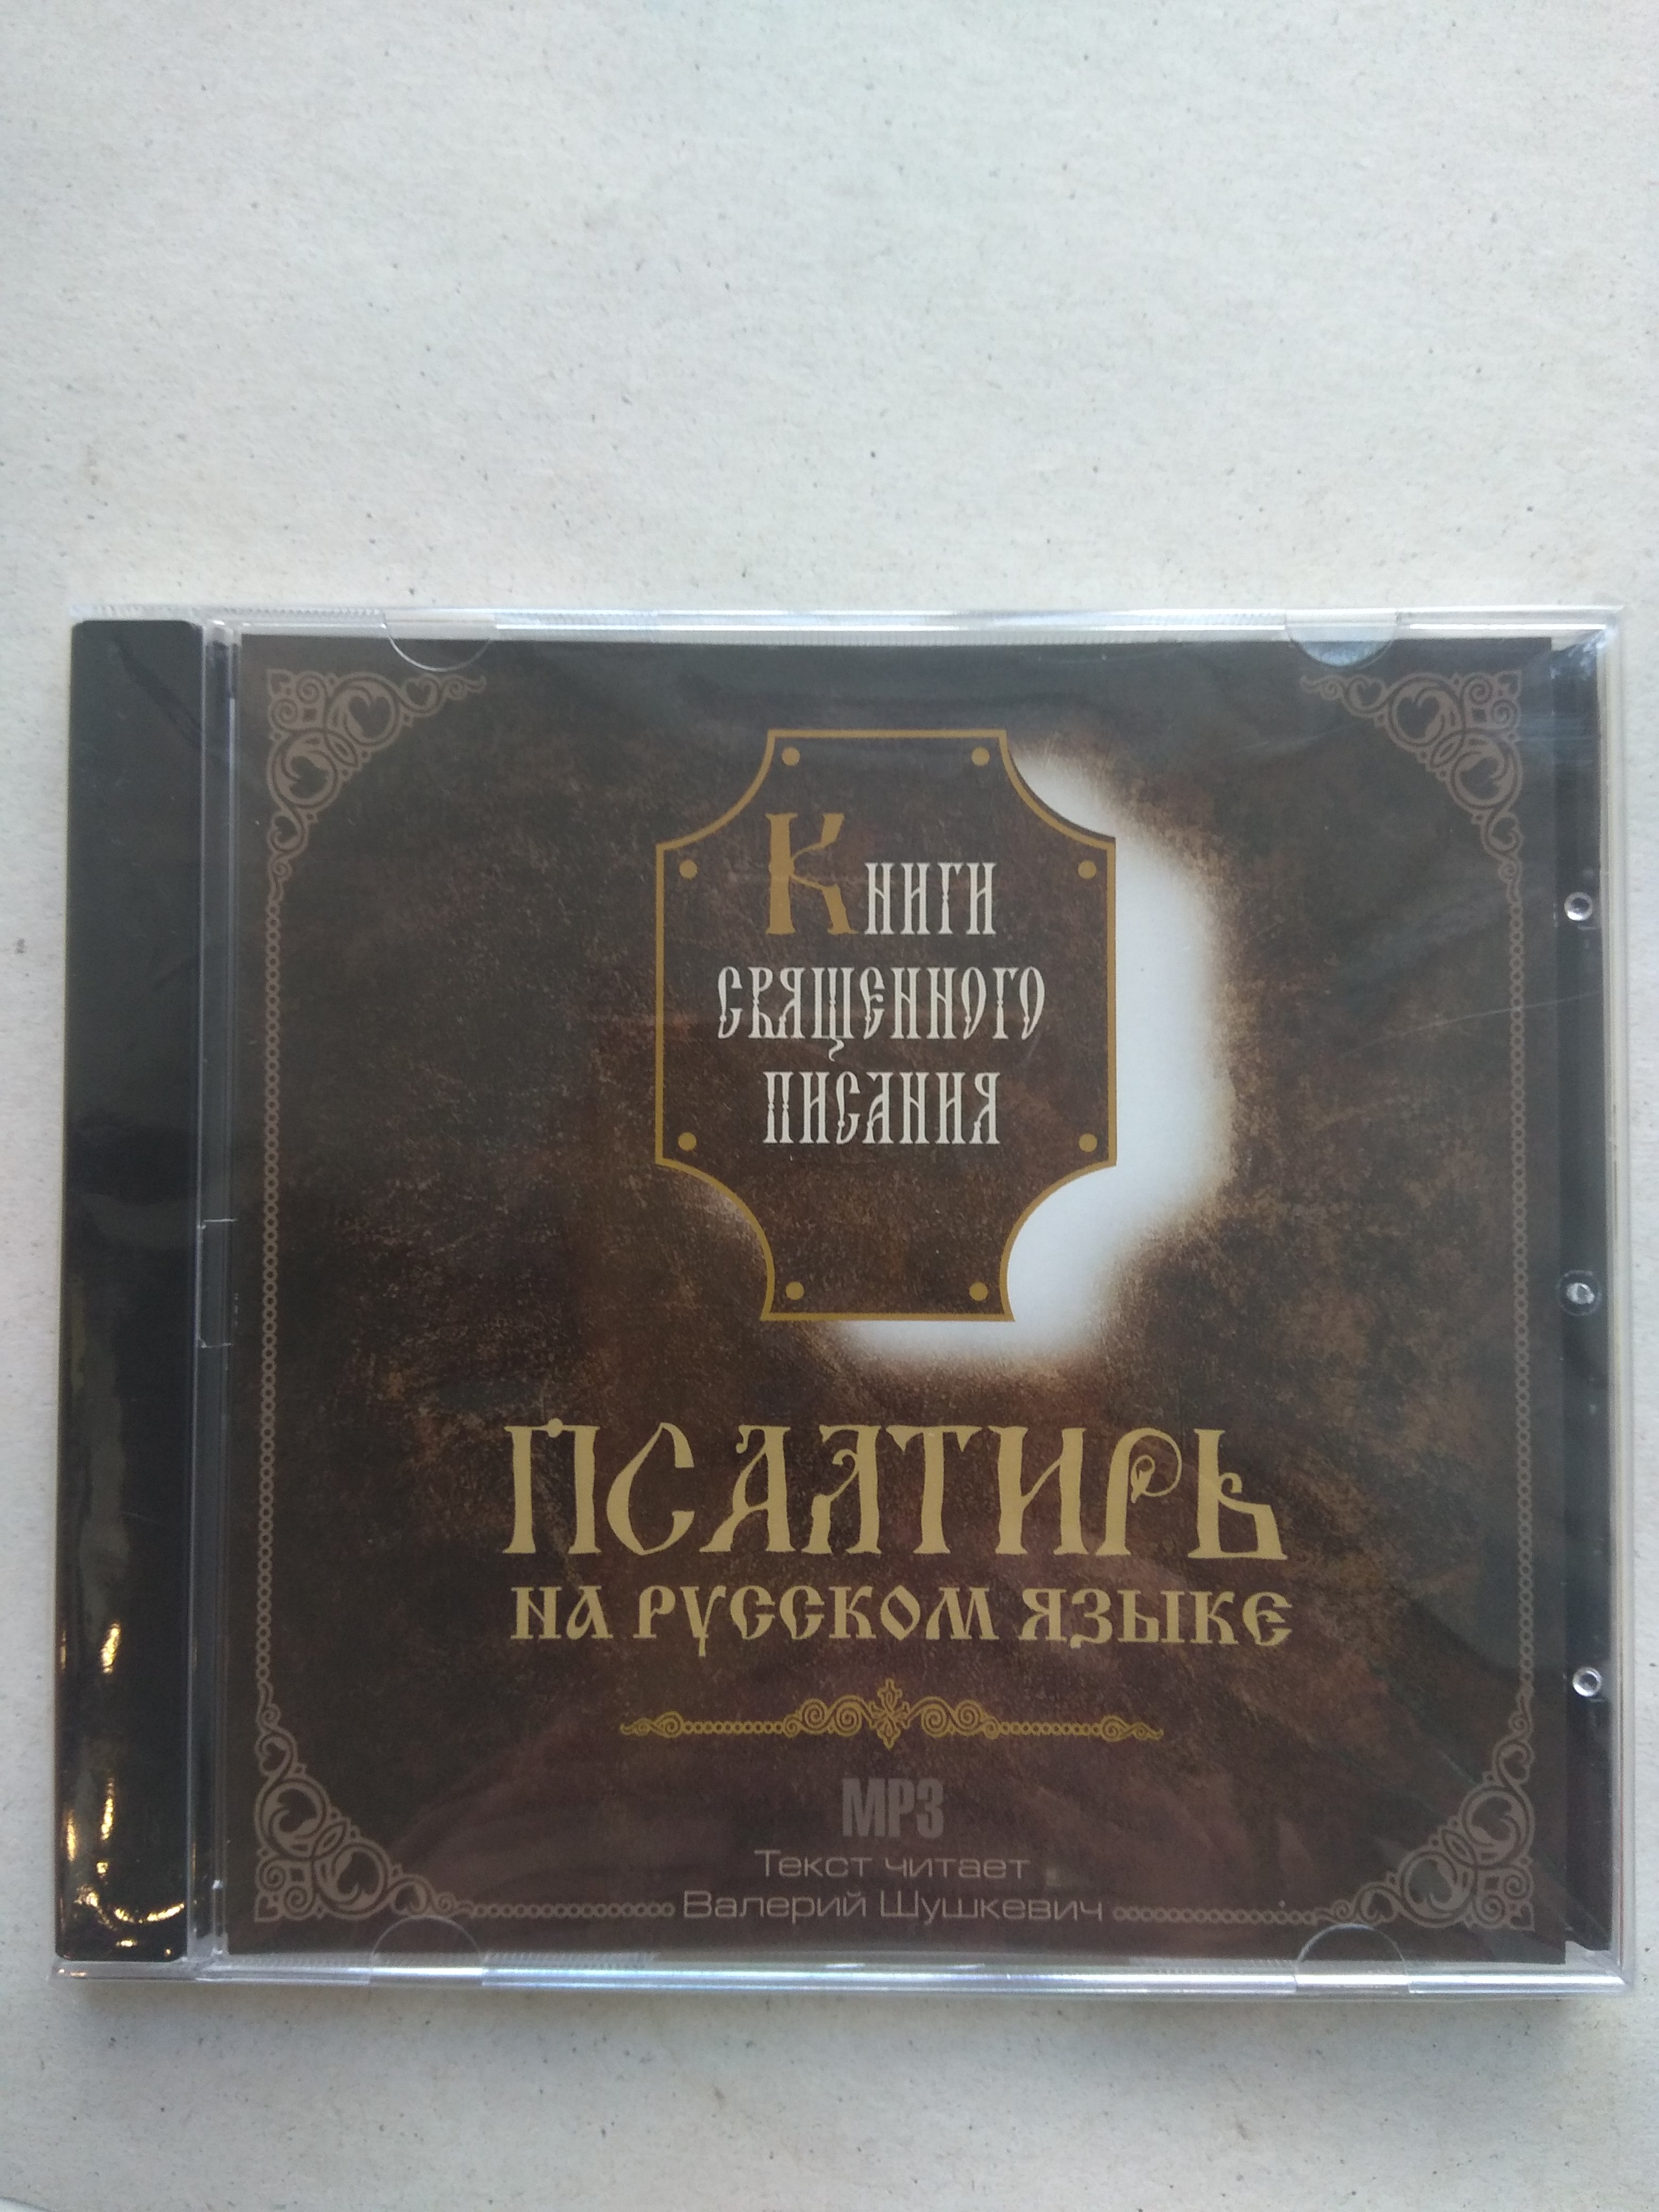 Книги
священного
писания
Псалтирь
на русском языке
MP3
Текст читает
Валерий Шушкевич